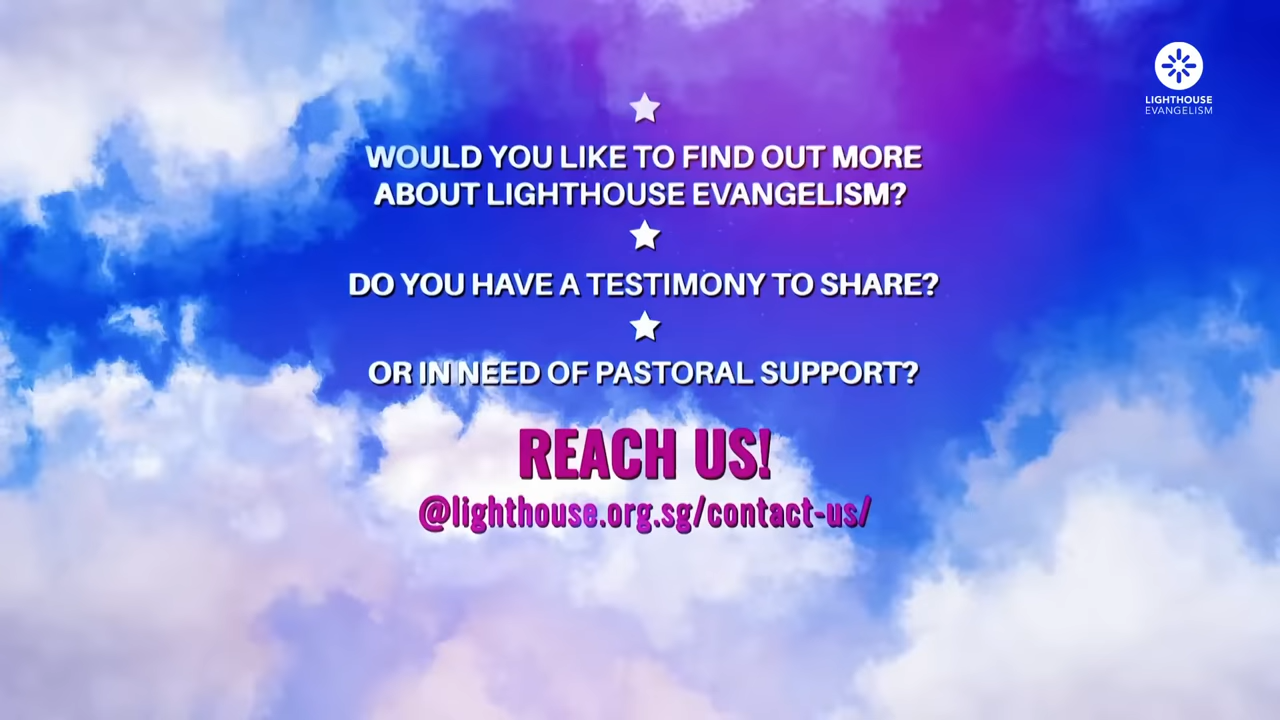 LIGHTHOUSE
EVANGELISM
WOULD YOU LIKE TO FIND OUT MORE
ABOUT LIGHTHOUSE EVANGELISM?
DO YOU HAVE A TESTIMONY TO SHARE?
OR IN NEED OF PASTORAL SUPPORT?
REACH US!
@lighthouse.org.sg/contact-us/